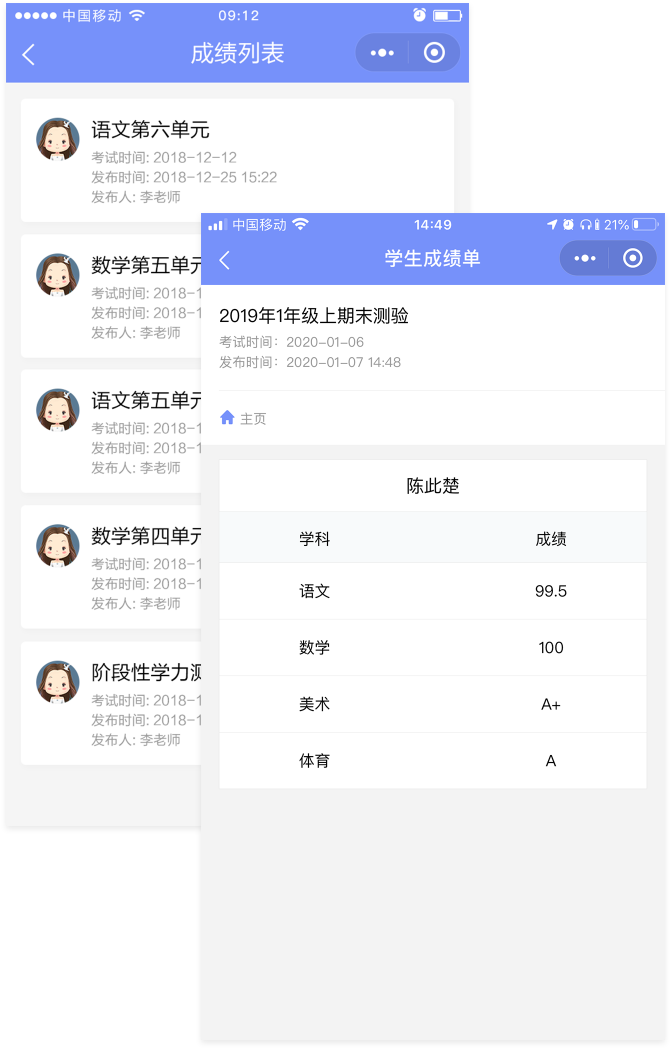 中国移动 09:12
成绩列表
语文第六单元
考试时间: 2018-12-12
发布时间: 2018-12-25 15:22
发布人: 李老师
数学第五单元
考试时间: 2018-1
发布时间: 2018-1
发布人: 李老师
语文第五单元
考试时间: 2018-1
发布时间: 2018-1
发布人: 李老师
数学第四单元
考试时间: 2018-1
发布时间: 2018-1
发布人: 李老师
阶段性学力测
考试时间: 2018-1
发布时间: 2018-1
发布人: 李老师
中国移动 14:49 21%
学生成绩单
2019年1年级上期末测验
考试时间：2020-01-06
发布时间：2020-01-07 14:48
主页
陈此楚
学科 成绩
语文 99.5
数学 100
美术 A+
体育 A